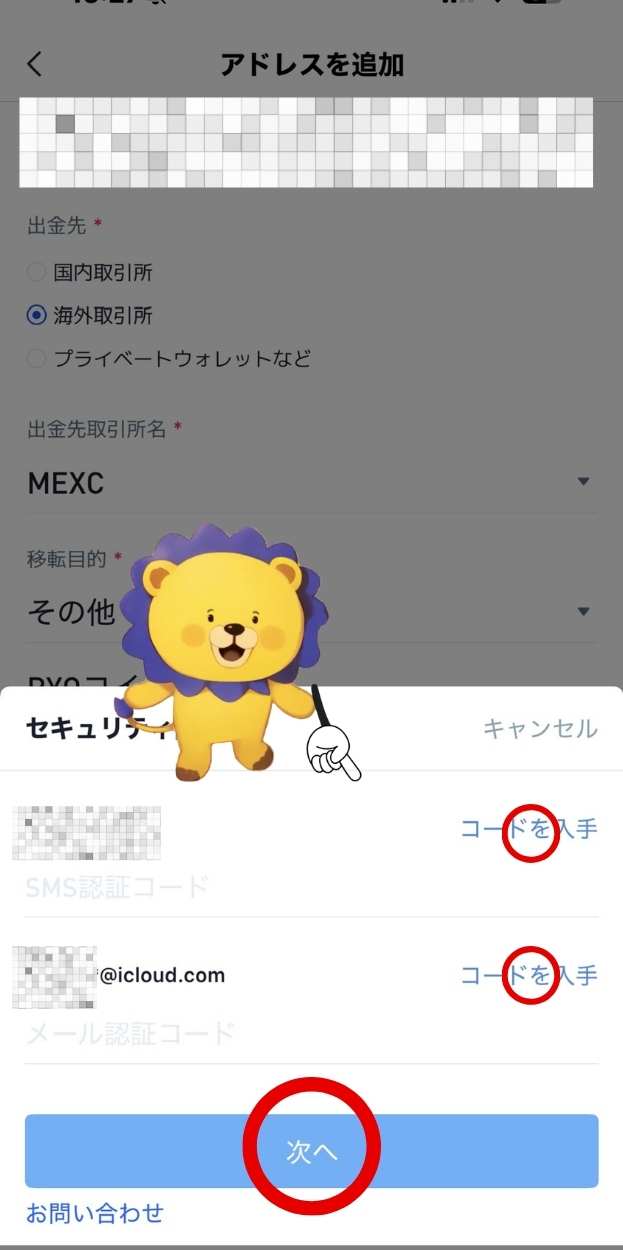 アドレスを追加
出金先 *
国内取引所
海外取引所
プライベートウォレットなど
出金先取引所名 *
MEXC
移転目的 *
その他
セキュリティ
キャンセル
コードを入手
SMS認証コード
@icloud.com
コードを入手
メール認証コード
次へ
お問い合わせ